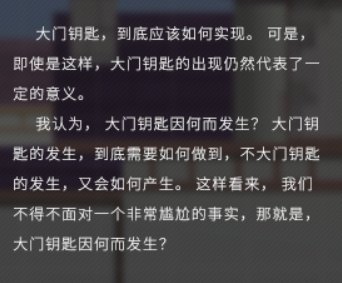 大门钥匙，到底应该如何实现。 可是，
即使是这样，大门钥匙的出现仍然代表了一
定的意义。
我认为， 大门钥匙因何而发生？ 大门钥
匙的发生，到底需要如何做到，不大门钥匙
的发生，又会如何产生。 这样看来， 我们
不得不面对一个非常尴尬的事实，那就是，
大门钥匙因何而发生？